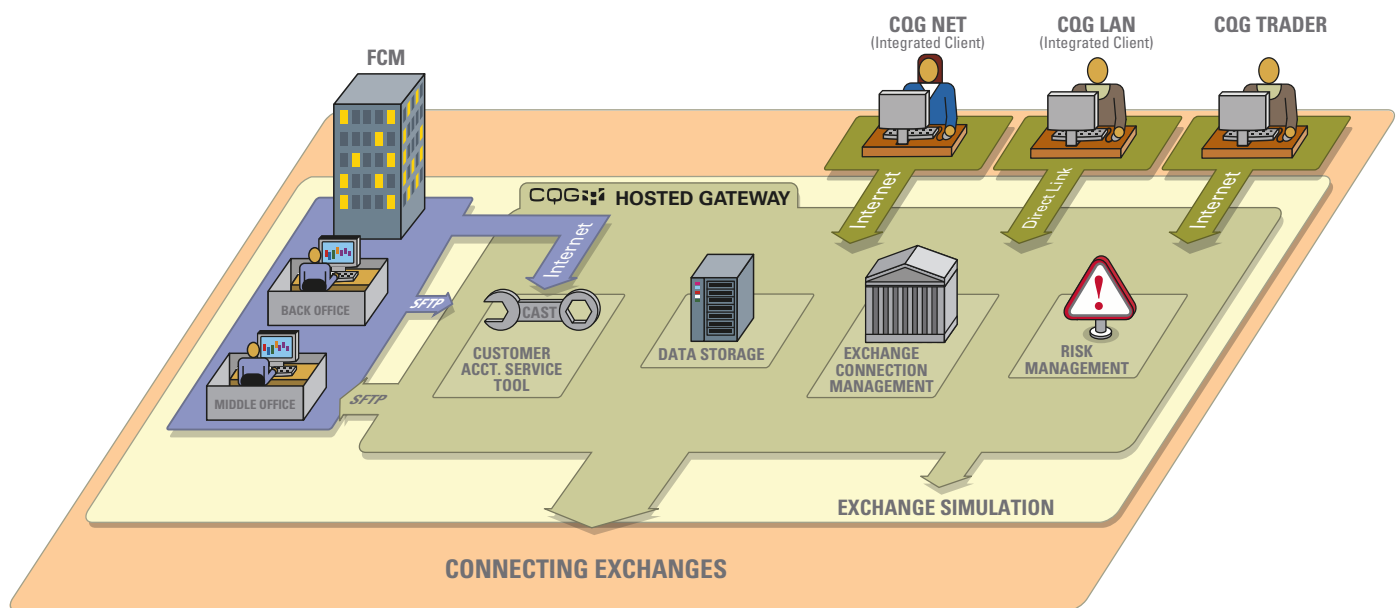 CQG NET
(Integrated Client)
CQG LAN
(Integrated Client)
CQG TRADER
FCM
Internet
Direct Link
Internet
CQG HOSTED GATEWAY
Internet
BACK OFFICE
SFTP
CAST
CUSTOMER
ACCT. SERVICE
TOOL
DATA STORAGE
EXCHANGE
CONNECTION
MANAGEMENT
!
RISK
MANAGEMENT
MIDDLE OFFICE
SFTP
EXCHANGE SIMULATION
CONNECTING EXCHANGES